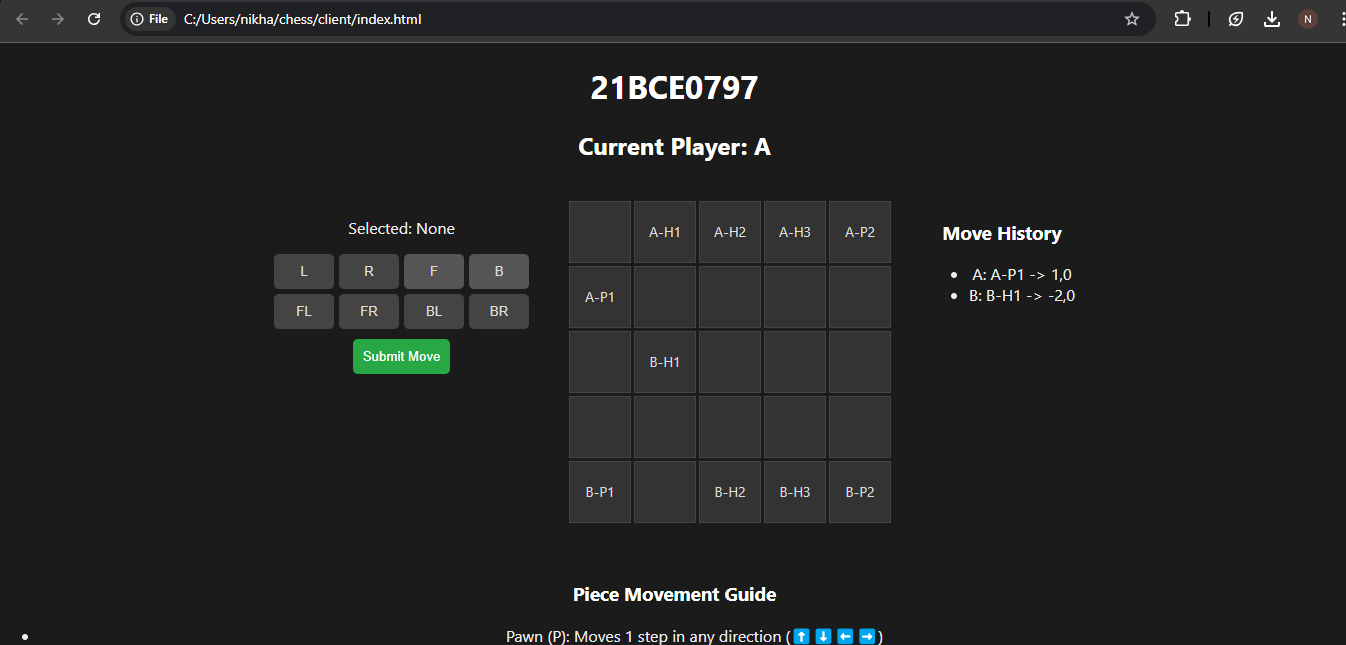 File C:/Users/nikha/chess/client/index.html N
21BCE0797
Current Player: A
Selected: None
L R F B
FL FR BL BR
Submit Move
A-H1 A-H2 A-H3 A-P2
A-P1
B-H1
B-P1 B-H2 B-H3 B-P2
Move History
• A: A-P1 -> 1,0
• B: B-H1 -> -2,0
Piece Movement Guide
• Pawn (P): Moves 1 step in any direction (⬆️ ⬇️ ⬅️ ➡️)